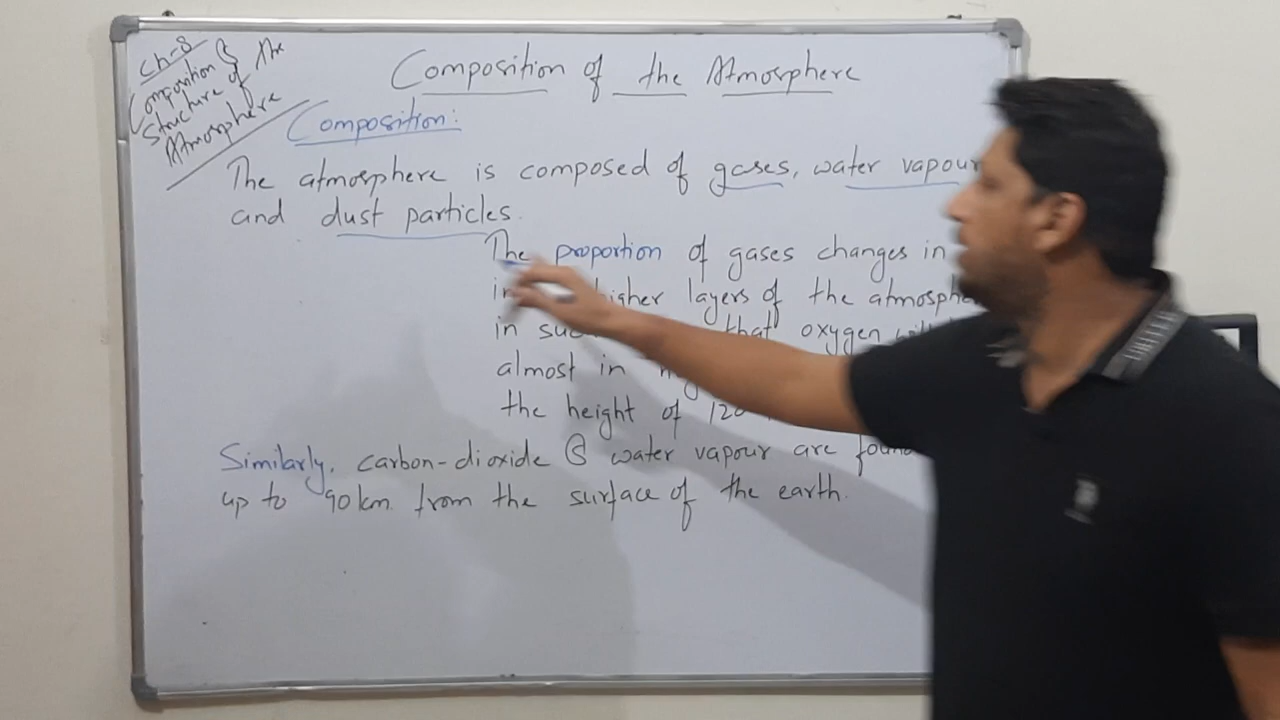 Ch-8
Composition &
Structure of the
Atmosphere
Composition of the Atmosphere
Composition:
The atmosphere is composed of gases, water vapour
and dust particles.
The proportion of gases changes in
in higher layers of the
in that oxygen
almost in
the height of 120
Similarly, carbon-dioxide & water vapour are
up to 90 km from the surface of the earth.